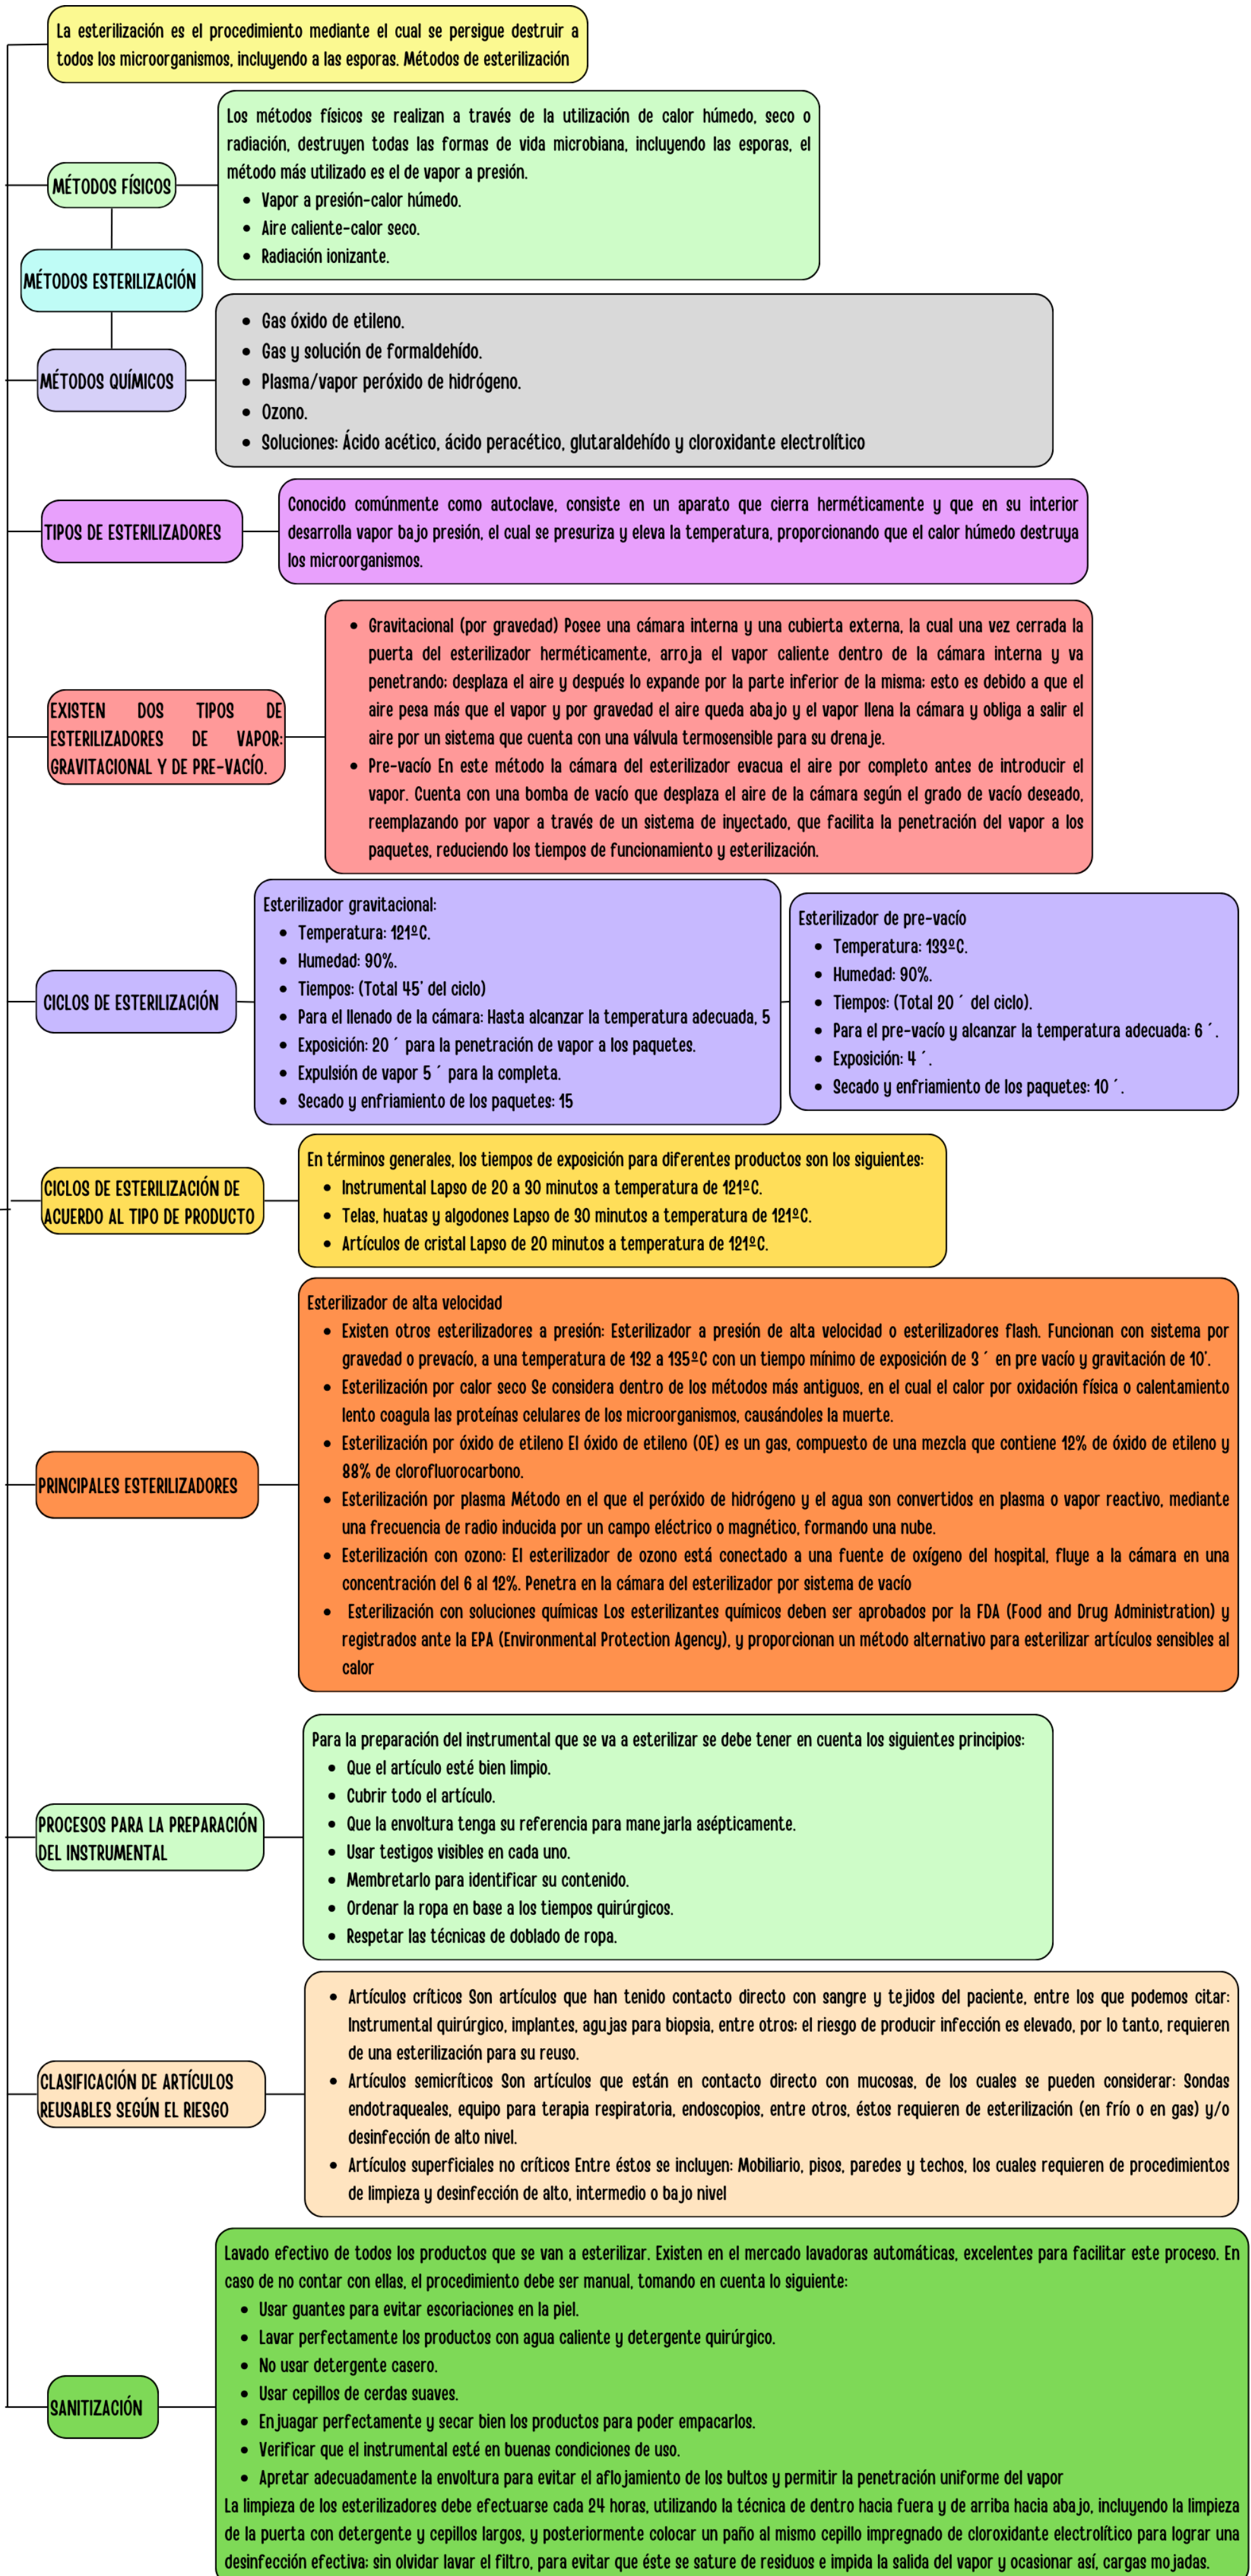 La esterilización es el procedimiento mediante el cual se persigue destruir a
todos los microorganismos, incluyendo a las esporas. Métodos de esterilización
MÉTODOS FÍSICOS
Los métodos físicos se realizan a través de la utilización de calor húmedo, seco o
radiación, destruyen todas las formas de vida microbiana, incluyendo las esporas, el
método más utilizado es el de vapor a presión.
• Vapor a presión-calor húmedo.
• Aire caliente-calor seco.
• Radiación ionizante.
MÉTODOS ESTERILIZACIÓN
MÉTODOS QUÍMICOS
• Gas óxido de etileno.
• Gas y solución de formaldehído.
• Plasma/vapor peróxido de hidrógeno.
• Ozono.
• Soluciones: Ácido acético, ácido peracético, glutaraldehído y cloroxidante electrolítico
TIPOS DE ESTERILIZADORES
Conocido comúnmente como autoclave, consiste en un aparato que cierra herméticamente y que en su interior
desarrolla vapor bajo presión, el cual se presuriza y eleva la temperatura, proporcionando que el calor húmedo destruya
los microorganismos.
EXISTEN DOS TIPOS DE
ESTERILIZADORES DE VAPOR:
GRAVITACIONAL Y DE PRE-VACÍO.
• Gravitacional (por gravedad) Posee una cámara interna y una cubierta externa, la cual una vez cerrada la
puerta del esterilizador herméticamente, arroja el vapor caliente dentro de la cámara interna y va
penetrando; desplaza el aire y después lo expande por la parte inferior de la misma; esto es debido a que el
aire pesa más que el vapor y por gravedad el aire queda abajo y el vapor llena la cámara y obliga a salir el
aire por un sistema que cuenta con una válvula termosensible para su drenaje.
• Pre-vacío En este método la cámara del esterilizador evacua el aire por completo antes de introducir el
vapor. Cuenta con una bomba de vacío que desplaza el aire de la cámara según el grado de vacío deseado,
reemplazando por vapor a través de un sistema de inyectado, que facilita la penetración del vapor a los
paquetes, reduciendo los tiempos de funcionamiento y esterilización.
CICLOS DE ESTERILIZACIÓN
Esterilizador gravitacional:
• Temperatura: 121ºC.
• Humedad: 90%.
• Tiempos: (Total 45' del ciclo)
• Para el llenado de la cámara: Hasta alcanzar la temperatura adecuada, 5
• Exposición: 20 ´ para la penetración de vapor a los paquetes.
• Expulsión de vapor 5 ´ para la completa.
• Secado y enfriamiento de los paquetes: 15
Esterilizador de pre-vacío
• Temperatura: 133ºC.
• Humedad: 90%.
• Tiempos: (Total 20 ´ del ciclo).
• Para el pre-vacío y alcanzar la temperatura adecuada: 6 ´.
• Exposición: 4 ´.
• Secado y enfriamiento de los paquetes: 10 ´.
CICLOS DE ESTERILIZACIÓN DE
ACUERDO AL TIPO DE PRODUCTO
En términos generales, los tiempos de exposición para diferentes productos son los siguientes:
• Instrumental Lapso de 20 a 30 minutos a temperatura de 121ºC.
• Telas, huatas y algodones Lapso de 30 minutos a temperatura de 121ºC.
• Artículos de cristal Lapso de 20 minutos a temperatura de 121ºC.
PRINCIPALES ESTERILIZADORES
Esterilizador de alta velocidad
• Existen otros esterilizadores a presión: Esterilizador a presión de alta velocidad o esterilizadores flash. Funcionan con sistema por
gravedad o prevacío, a una temperatura de 132 a 135ºC con un tiempo mínimo de exposición de 3 ´ en pre vacío y gravitación de 10'.
• Esterilización por calor seco Se considera dentro de los métodos más antiguos, en el cual el calor por oxidación física o calentamiento
lento coagula las proteínas celulares de los microorganismos, causándoles la muerte.
• Esterilización por óxido de etileno El óxido de etileno (OE) es un gas, compuesto de una mezcla que contiene 12% de óxido de etileno y
88% de clorofluorocarbono.
• Esterilización por plasma Método en el que el peróxido de hidrógeno y el agua son convertidos en plasma o vapor reactivo, mediante
una frecuencia de radio inducida por un campo eléctrico o magnético, formando una nube.
• Esterilización con ozono: El esterilizador de ozono está conectado a una fuente de oxígeno del hospital, fluye a la cámara en una
concentración del 6 al 12%. Penetra en la cámara del esterilizador por sistema de vacío
• Esterilización con soluciones químicas Los esterilizantes químicos deben ser aprobados por la FDA (Food and Drug Administration) y
registrados ante la EPA (Environmental Protection Agency), y proporcionan un método alternativo para esterilizar artículos sensibles al
calor
PROCESOS PARA LA PREPARACIÓN
DEL INSTRUMENTAL
Para la preparación del instrumental que se va a esterilizar se debe tener en cuenta los siguientes principios:
• Que el artículo esté bien limpio.
• Cubrir todo el artículo.
• Que la envoltura tenga su referencia para manejarla asépticamente.
• Usar testigos visibles en cada uno.
• Membretarlo para identificar su contenido.
• Ordenar la ropa en base a los tiempos quirúrgicos.
• Respetar las técnicas de doblado de ropa.
CLASIFICACIÓN DE ARTÍCULOS
REUSABLES SEGÚN EL RIESGO
• Artículos críticos Son artículos que han tenido contacto directo con sangre y tejidos del paciente, entre los que podemos citar:
Instrumental quirúrgico, implantes, agujas para biopsia, entre otros; el riesgo de producir infección es elevado, por lo tanto, requieren
de una esterilización para su reuso.
• Artículos semicríticos Son artículos que están en contacto directo con mucosas, de los cuales se pueden considerar: Sondas
endotraqueales, equipo para terapia respiratoria, endoscopios, entre otros, éstos requieren de esterilización (en frío o en gas) y/o
desinfección de alto nivel.
• Artículos superficiales no críticos Entre éstos se incluyen: Mobiliario, pisos, paredes y techos, los cuales requieren de procedimientos
de limpieza y desinfección de alto, intermedio o bajo nivel
SANITIZACIÓN
Lavado efectivo de todos los productos que se van a esterilizar. Existen en el mercado lavadoras automáticas, excelentes para facilitar este proceso. En
caso de no contar con ellas, el procedimiento debe ser manual, tomando en cuenta lo siguiente:
• Usar guantes para evitar escoriaciones en la piel.
• Lavar perfectamente los productos con agua caliente y detergente quirúrgico.
• No usar detergente casero.
• Usar cepillos de cerdas suaves.
• Enjuagar perfectamente y secar bien los productos para poder empacarlos.
• Verificar que el instrumental esté en buenas condiciones de uso.
• Apretar adecuadamente la envoltura para evitar el aflojamiento de los bultos y permitir la penetración uniforme del vapor
La limpieza de los esterilizadores debe efectuarse cada 24 horas, utilizando la técnica de dentro hacia fuera y de arriba hacia abajo, incluyendo la limpieza
de la puerta con detergente y cepillos largos, y posteriormente colocar un paño al mismo cepillo impregnado de cloroxidante electrolítico para lograr una
desinfección efectiva; sin olvidar lavar el filtro, para evitar que éste se sature de residuos e impida la salida del vapor y ocasionar así, cargas mojadas.